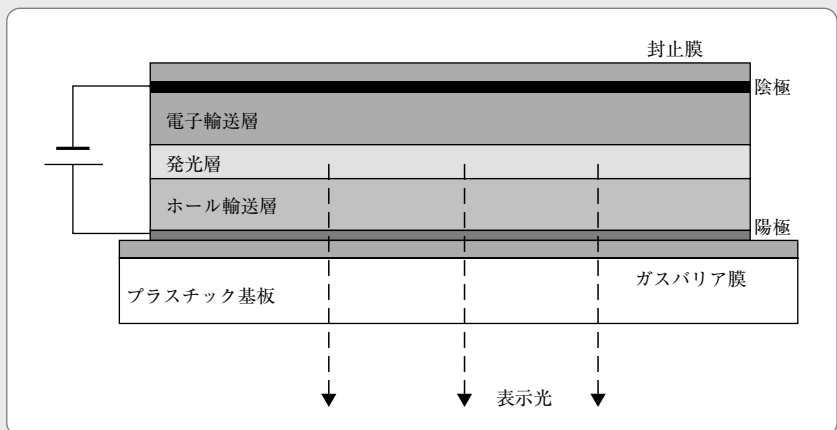 封止膜
陰極
電子輸送層
発光層
ホール輸送層
陽極
ガスバリア膜
プラスチック基板
表示光